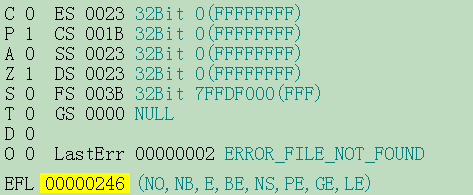 C 0 ES 0023 32Bit 0(FFFFFFFF)
P 1 CS 001B 32Bit 0(FFFFFFFF)
A 0 SS 0023 32Bit 0(FFFFFFFF)
Z 1 DS 0023 32Bit 0(FFFFFFFF)
S 0 FS 003B 32Bit 7FFDF000(FFF)
T 0 GS 0000 NULL
D 0
O 0 LastErr 00000002 ERROR_FILE_NOT_FOUND
EFL 00000246 (NO,NB,E,BE,NS,PE,GE,LE)